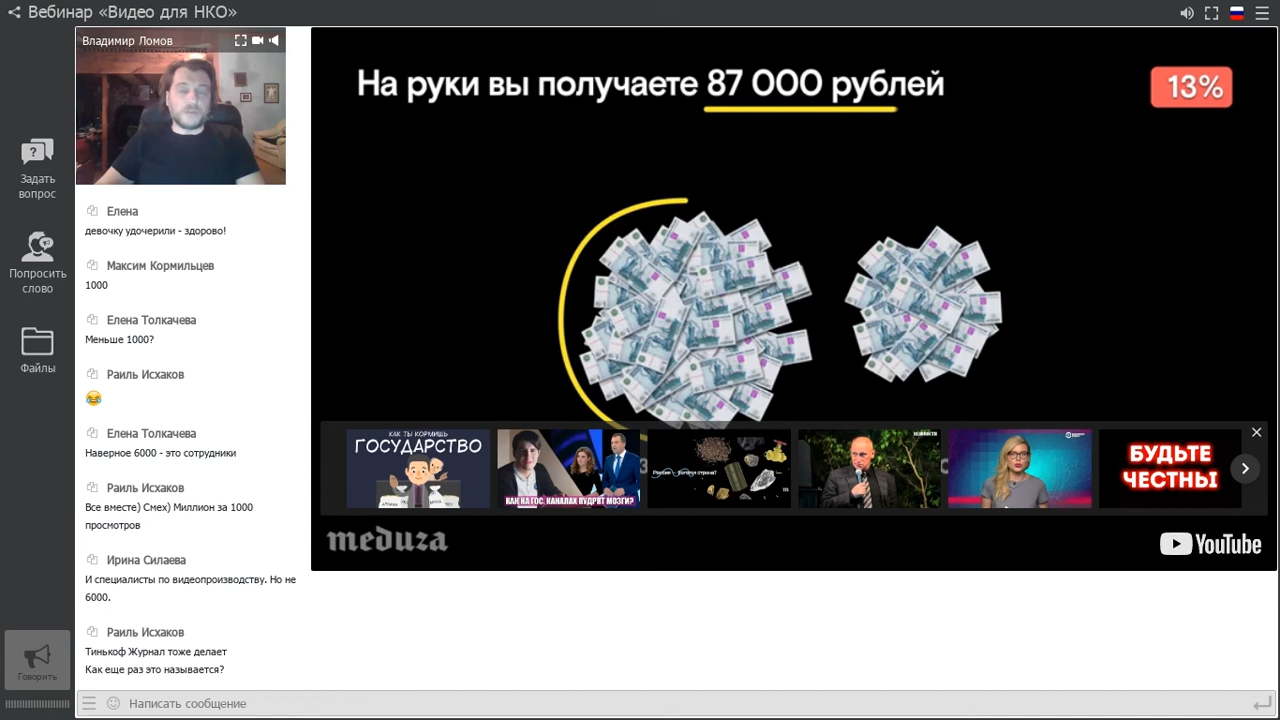 Вебинар «Видео для НКО»
Владимир Ломов
Задать
вопрос
Попросить
слово
Файлы
Говорить
Елена
девочку удочерили - здорово!
Максим Кормильцев
1000
Елена Толкачева
Меньше 1000?
Раиль Исхаков
😂
Елена Толкачева
Наверное 6000 - это сотрудники
Раиль Исхаков
Все вместе) Смех) Миллион за 1000
просмотров
Ирина Силаева
И специалисты по видеопроизводству. Но не
6000.
Раиль Исхаков
Тинькоф Журнал тоже делает
Как еще раз это называется?
Написать сообщение
На руки вы получаете 87 000 рублей
13%
КАК ТЫ КОРМИШЬ
ГОСУДАРСТВО
КАК НА ГОС. КАНАЛАХ ПУДРЯТ МОЗГИ?
Россия — богатая страна?
БУДЬТЕ
ЧЕСТНЫ
meduza
YouTube